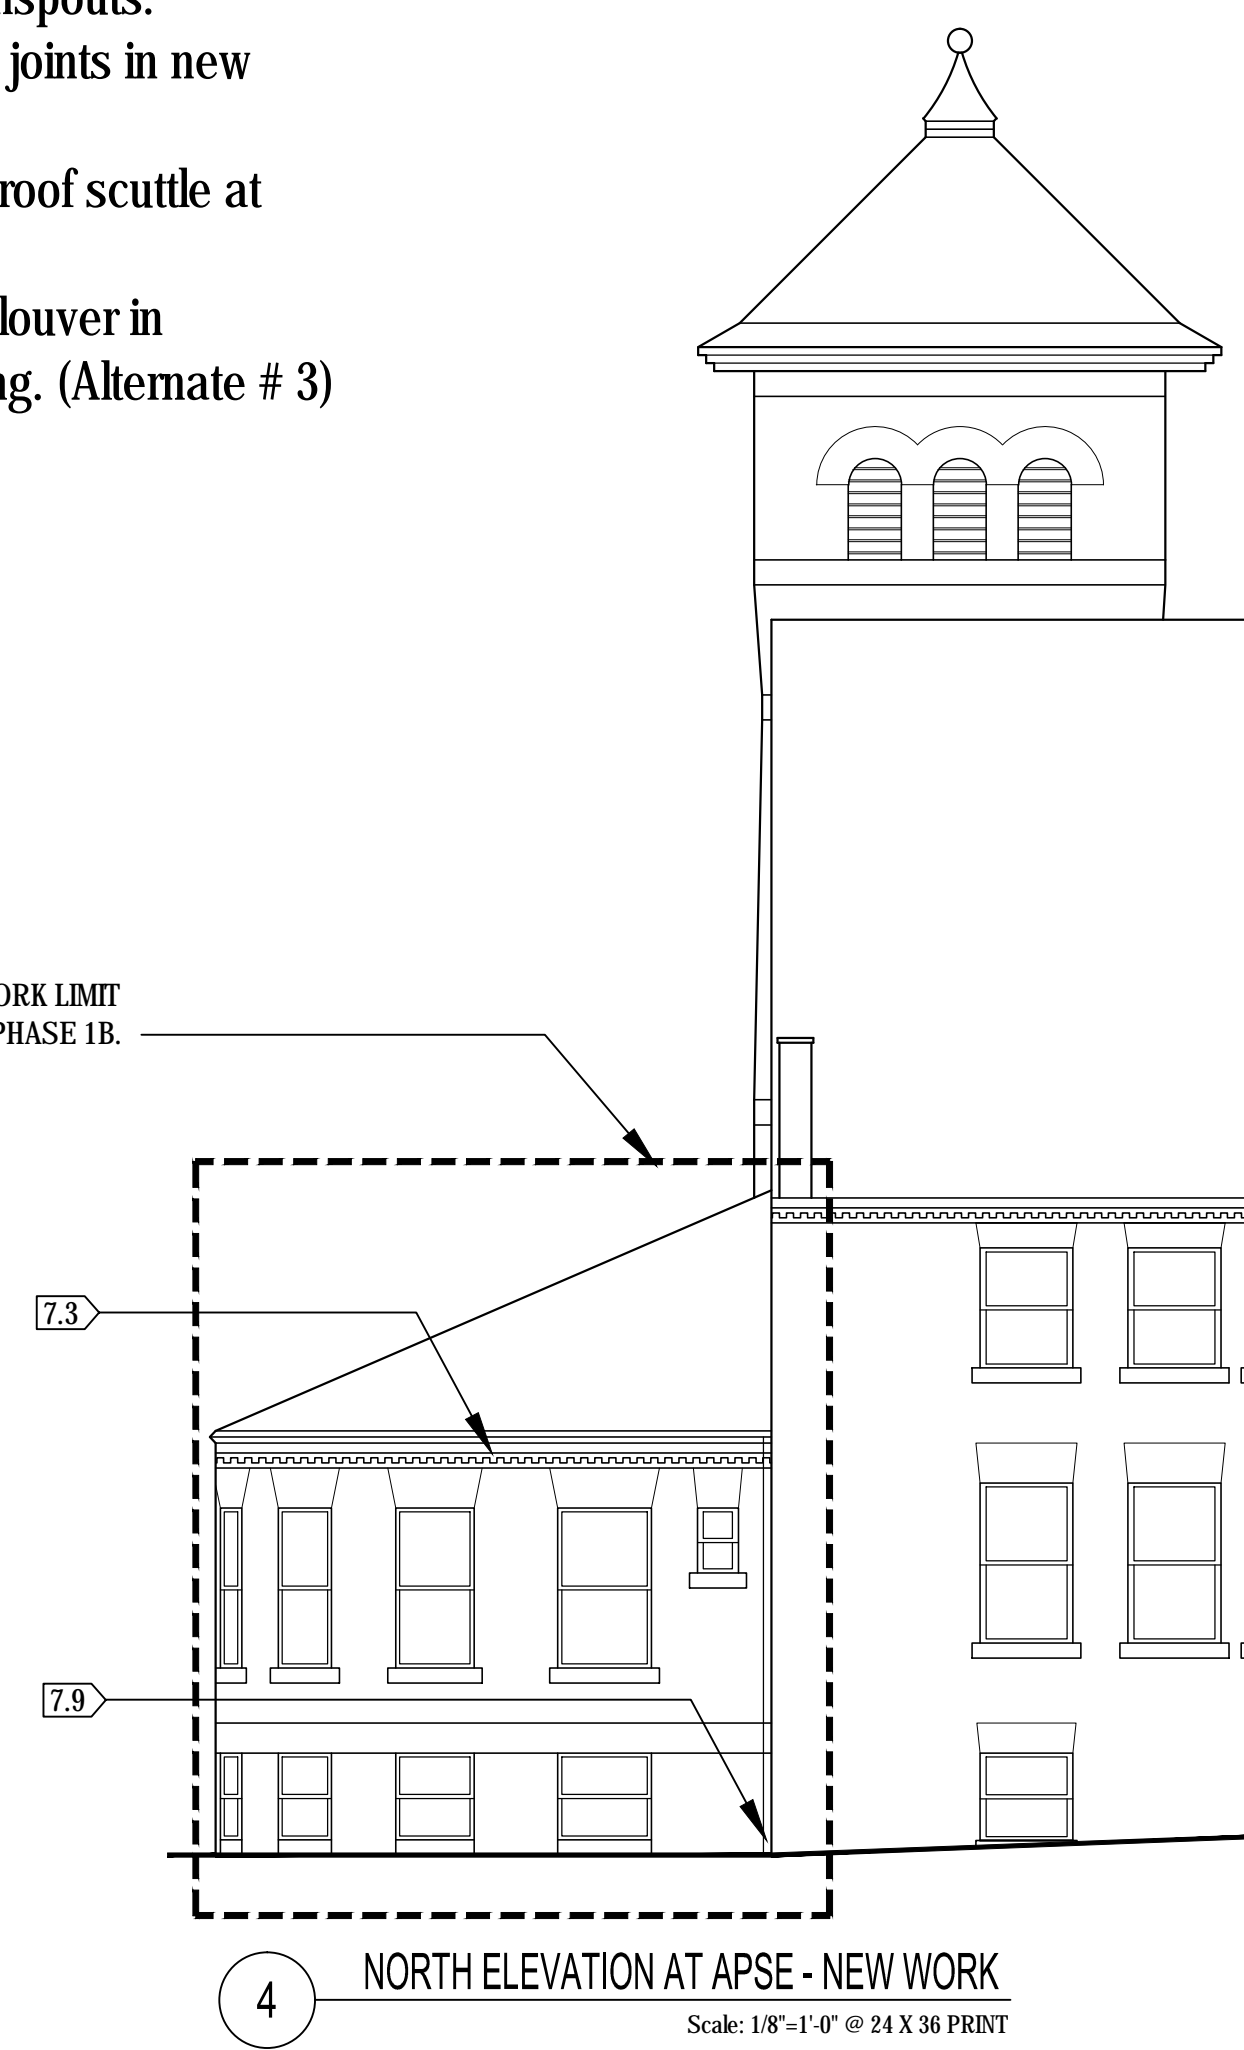 joints in new
roof scuttle at
louver in
(Alternate # 3)
LIMIT
PHASE 1B.
7.3
7.9
4
NORTH ELEVATION AT APSE - NEW WORK
Scale: 1/8"=1'-0" @ 24 X 36 PRINT